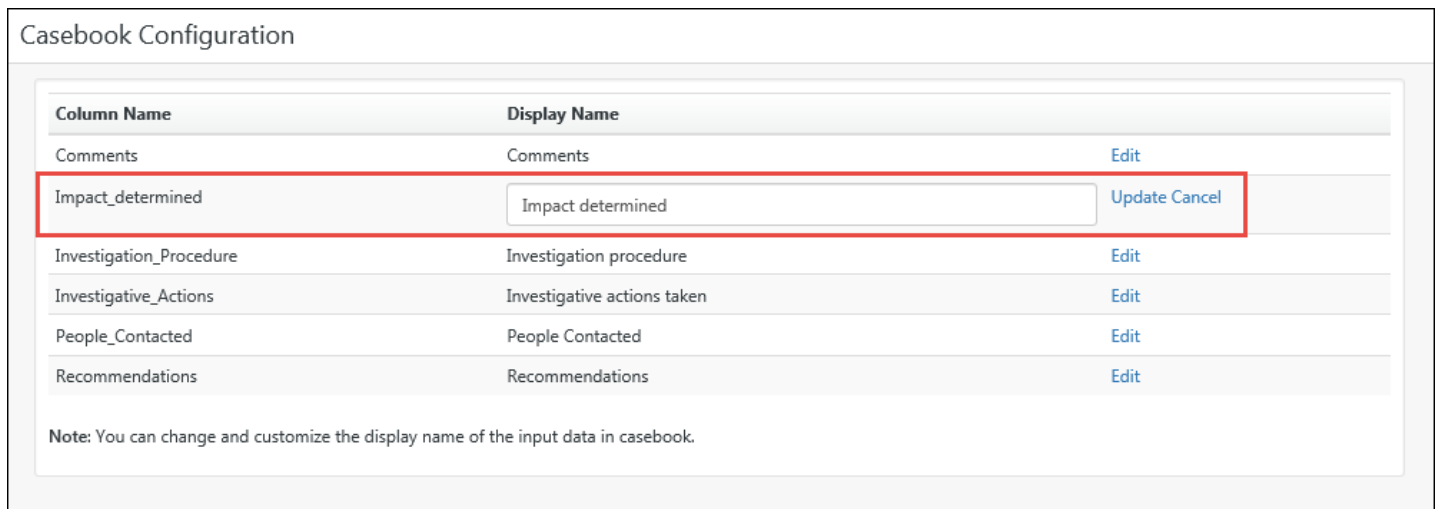 Casebook Configuration
Column Name Display Name
Comments Comments Edit
Impact_determined Impact determined Update Cancel
Investigation_Procedure Investigation procedure Edit
Investigative_Actions Investigative actions taken Edit
People_Contacted People Contacted Edit
Recommendations Recommendations Edit
Note: You can change and customize the display name of the input data in casebook.